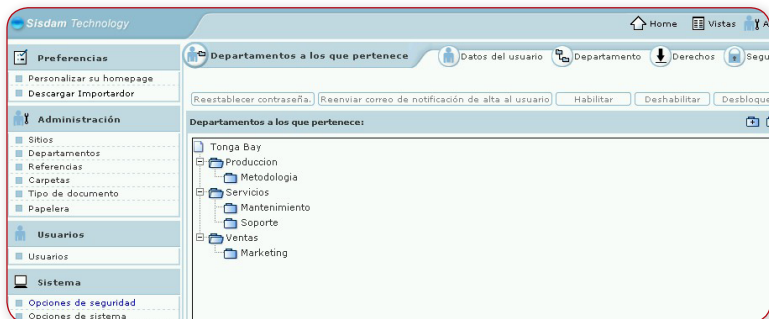 Sisdam Technology
Home
Vistas
Preferencias
Personalizar su homepage
Descargar Importardor
Administración
Sitios
Departamentos
Referencias
Carpetas
Tipo de documento
Papelera
Usuarios
Usuarios
Sistema
Opciones de seguridad
Opciones de sistema
Departamentos a los que pertenece
Datos del usuario
Departamento
Derechos
Segu
Reestablecer contraseña.
Reenviar correo de notificación de alta al usuario
Habilitar
Deshabilitar
Desbloque
Departamentos a los que pertenece:
Tonga Bay
Produccion
Metodologia
Servicios
Mantenimiento
Soporte
Ventas
Marketing